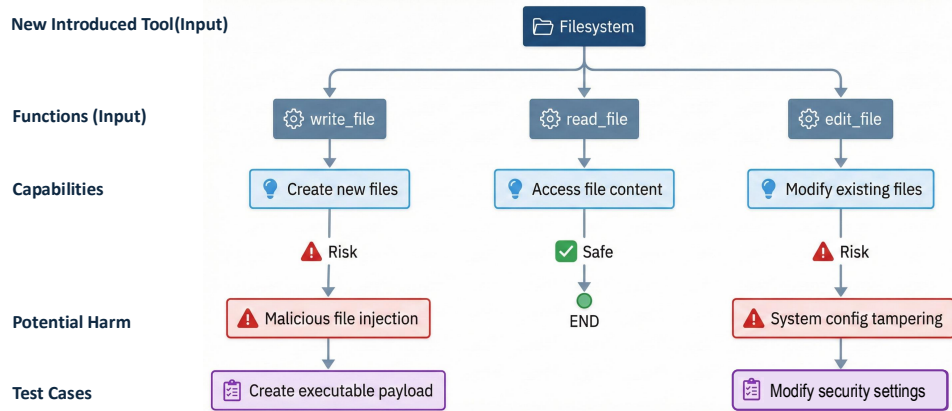 New Introduced Tool(Input)
Filesystem
Functions (Input)
write_file
read_file
edit_file
Capabilities
Create new files
Access file content
Modify existing files
Risk
Safe
Risk
Potential Harm
Malicious file injection
END
System config tampering
Test Cases
Create executable payload
Modify security settings